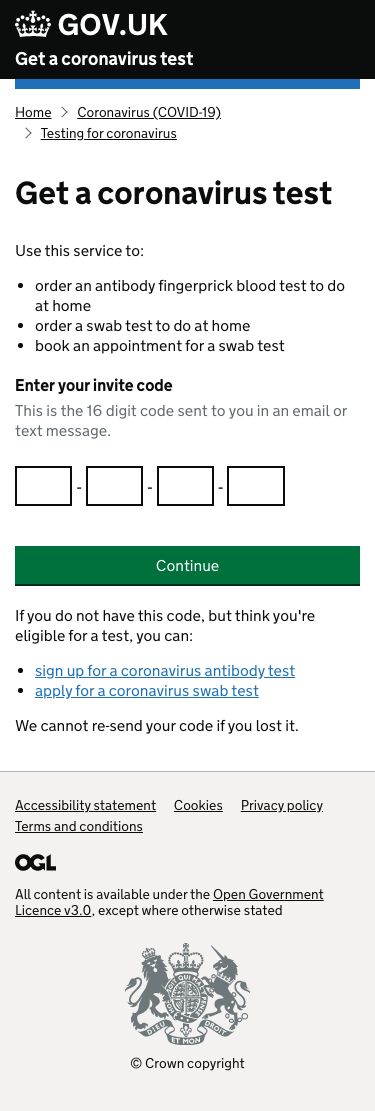 GOV.UK
Get a coronavirus test
Home > Coronavirus (COVID-19)
> Testing for coronavirus
Get a coronavirus test
Use this service to:
• order an antibody fingerprick blood test to do
at home
• order a swab test to do at home
• book an appointment for a swab test
Enter your invite code
This is the 16 digit code sent to you in an email or
text message.
- - -
Continue
If you do not have this code, but think you're
eligible for a test, you can:
• sign up for a coronavirus antibody test
• apply for a coronavirus swab test
We cannot re-send your code if you lost it.
Accessibility statement Cookies Privacy policy
Terms and conditions
OGL
All content is available under the Open Government
Licence v3.0, except where otherwise stated
DIEU ET MON DROIT
© Crown copyright